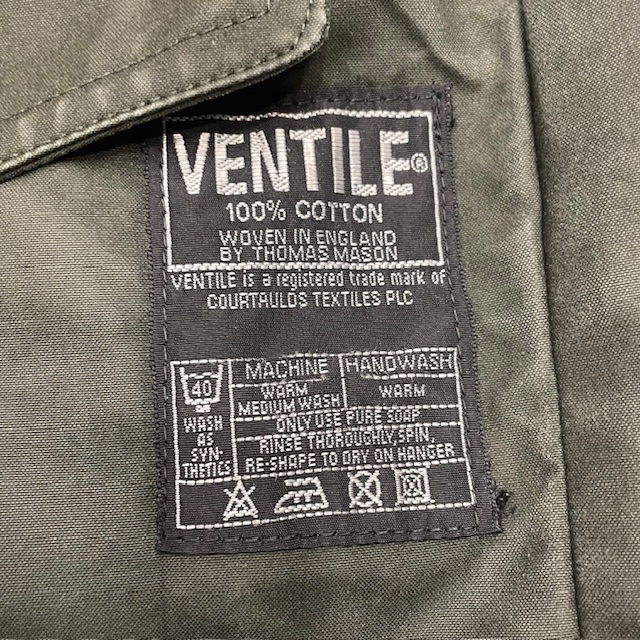 VENTILE®
100% COTTON
WOVEN IN ENGLAND
BY THOMAS MASON
VENTILE is a registered trade mark of
COURTAULDS TEXTILES PLC
40
WASH
AS
SYN-
THETICS
MACHINE
HANDWASH
WARM
MEDIUM WASH
WARM
ONLY USE PURE SOAP
RINSE THOROUGHLY,SPIN,
RE-SHAPE TO DRY ON HANGER